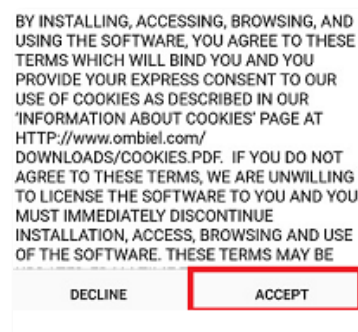 BY INSTALLING, ACCESSING, BROWSING, AND
USING THE SOFTWARE, YOU AGREE TO THESE
TERMS WHICH WILL BIND YOU AND YOU
PROVIDE YOUR EXPRESS CONSENT TO OUR
USE OF COOKIES AS DESCRIBED IN OUR
'INFORMATION ABOUT COOKIES' PAGE AT
HTTP://www.ombiel.com/
DOWNLOADS/COOKIES.PDF.  IF YOU DO NOT
AGREE TO THESE TERMS, WE ARE UNWILLING
TO LICENSE THE SOFTWARE TO YOU AND YOU
MUST IMMEDIATELY DISCONTINUE
INSTALLATION, ACCESS, BROWSING AND USE
OF THE SOFTWARE. THESE TERMS MAY BE
DECLINE ACCEPT